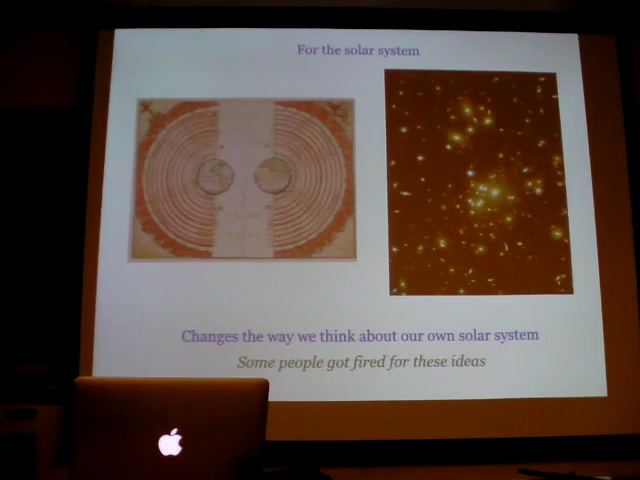 For the solar system
Changes the way we think about our own solar system
Some people got fired for these ideas